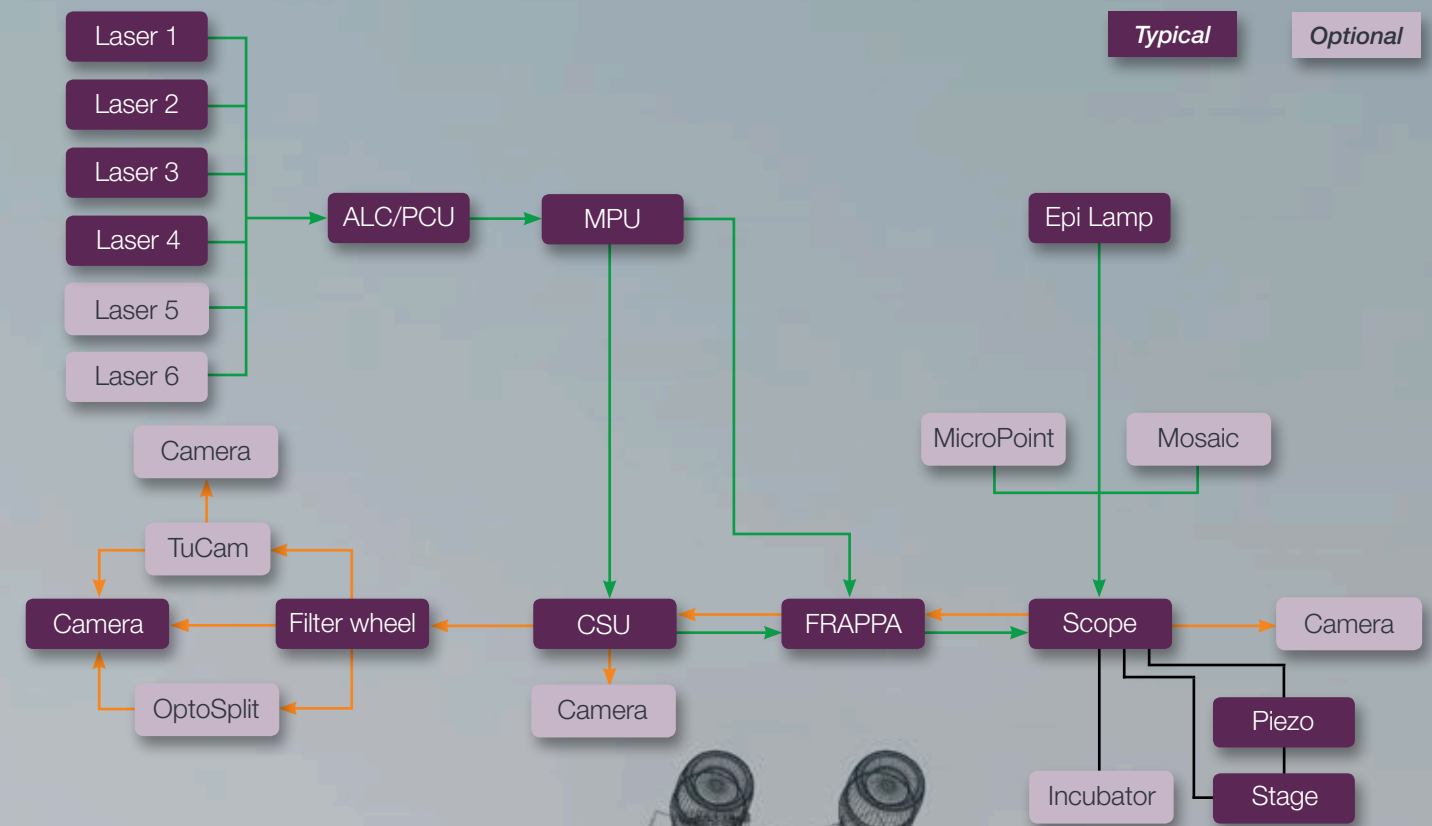 Laser 1
Typical
Optional
Laser 2
Laser 3
ALC/PCU
MPU
Epi Lamp
Laser 4
Laser 5
Laser 6
Camera
MicroPoint
Mosaic
TuCam
Camera
Filter wheel
CSU
FRAPPA
Scope
Camera
OptoSplit
Camera
Piezo
Incubator
Stage